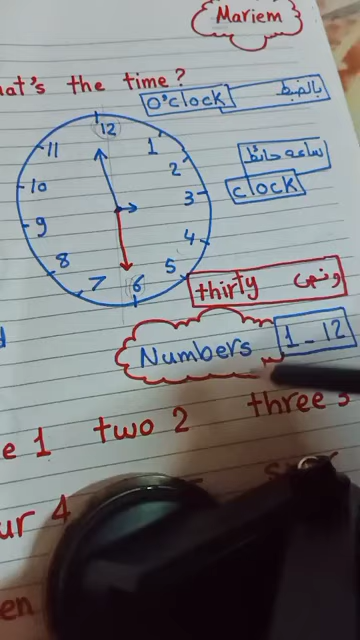 Mariem
at's the time?
O'clock بالضبط
ساعه حائط
clock
12
11 1
10 2
9 3
8 4
7 6 5
thirty ونص
Numbers 1-12
e 1 two 2 three 3
ur 4
en